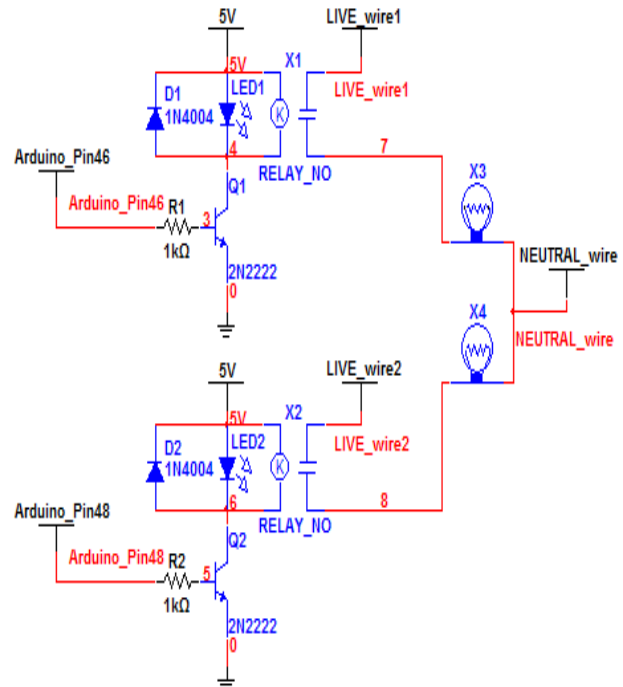 5V
LIVE_wire1
5V
X1
D1
1N4004
LED1
K
LIVE_wire1
4
7
RELAY_NO
Arduino_Pin46
Arduino_Pin46
R1
1kΩ
3
Q1
2N2222
0
X3
NEUTRAL_wire
X4
NEUTRAL_wire
5V
LIVE_wire2
5V
X2
D2
1N4004
LED2
K
LIVE_wire2
6
8
RELAY_NO
Arduino_Pin48
Arduino_Pin48
R2
1kΩ
5
Q2
2N2222
0